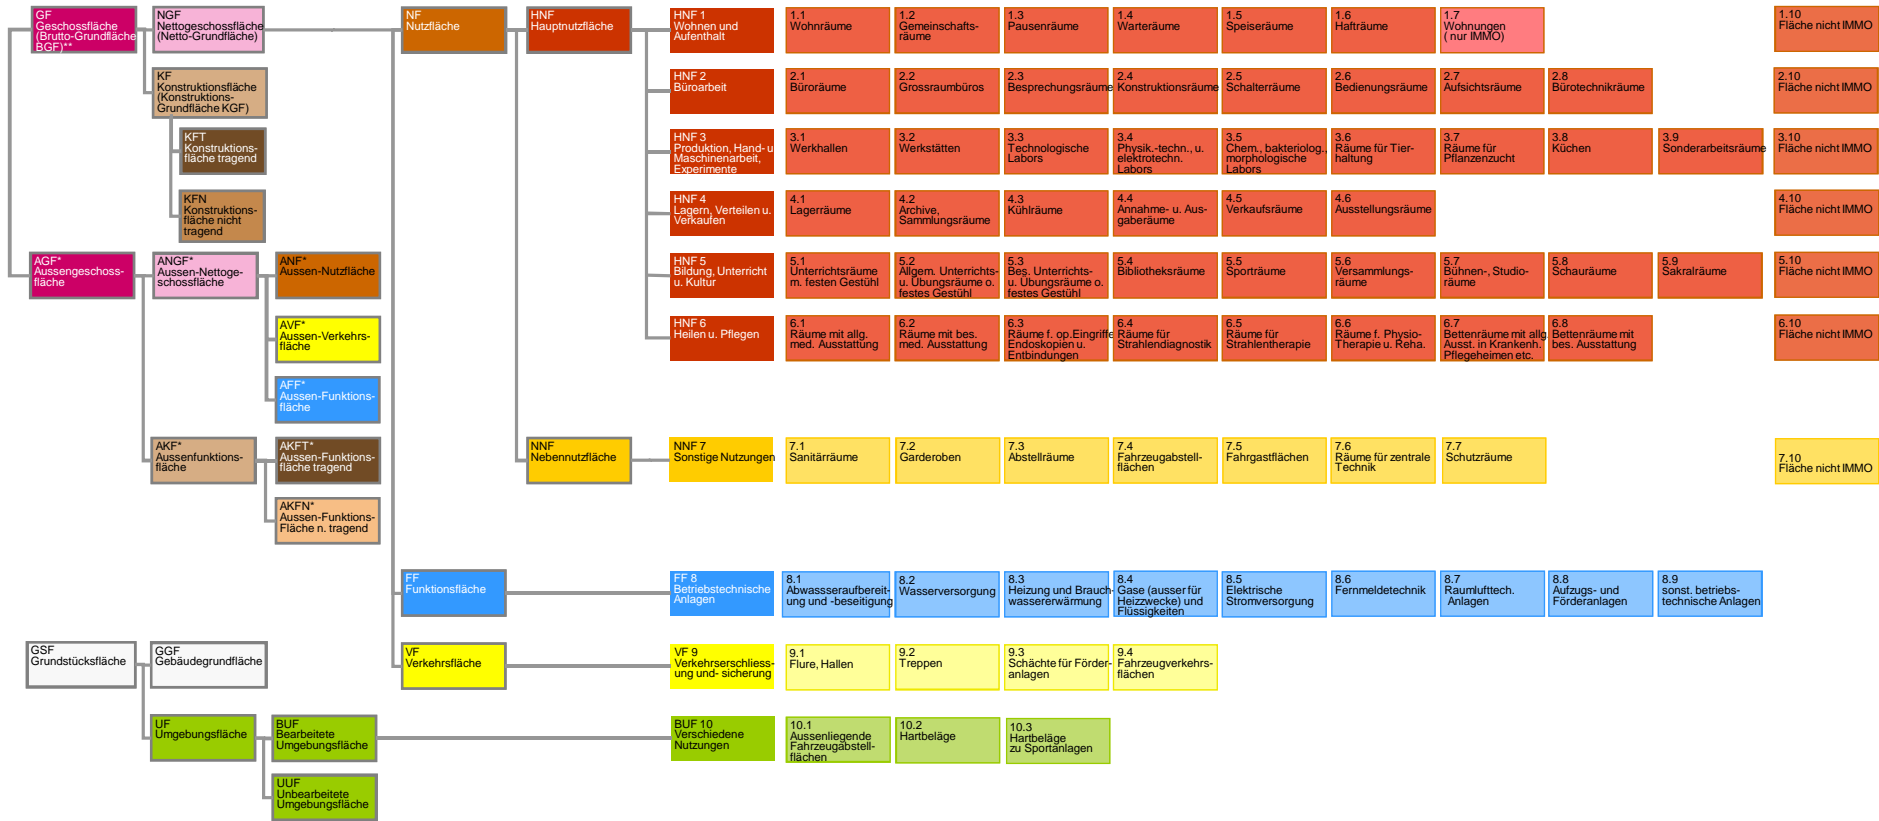 GF
Geschossfläche
(Brutto-Grundfläche
BGF)**
NGF
Nettogeschossfläche
(Netto-Grundfläche)
NF
Nutzfläche
HNF
Hauptnutzfläche
HNF 1
Wohnen und
Aufenthalt
1.1
Wohnräume
1.2
Gemeinschafts-
räume
1.3
Pausenräume
1.4
Warteräume
1.5
Speiseräume
1.6
Hafträume
1.7
Wohnungen
( nur IMMO)
1.10
Fläche nicht IMMO
KF
Konstruktionsfläche
(Konstruktions-
Grundfläche KGF)
HNF 2
Büroarbeit
2.1
Büroräume
2.2
Grossraumbüros
2.3
Besprechungsräume
2.4
Konstruktionsräume
2.5
Schalterräume
2.6
Bedienungsräume
2.7
Aufsichtsräume
2.8
Bürotechnikräume
2.10
Fläche nicht IMMO
KFT
Konstruktions-
fläche tragend
HNF 3
Produktion, Hand- u
Maschinenarbeit,
Experimente
3.1
Werkhallen
3.2
Werkstätten
3.3
Technologische
Labors
3.4
Physik.-techn., u.
elektrotechn.
Labors
3.5
Chem., bakteriolog.,
morphologische
Labors
3.6
Räume für Tier-
haltung
3.7
Räume für
Pflanzenzucht
3.8
Küchen
3.9
Sonderarbeitsräume
3.10
Fläche nicht IMMO
KFN
Konstruktions-
fläche nicht
tragend
HNF 4
Lagern, Verteilen u.
Verkaufen
4.1
Lagerräume
4.2
Archive,
Sammlungsräume
4.3
Kühlräume
4.4
Annahme- u. Aus-
gaberäume
4.5
Verkaufsräume
4.6
Ausstellungsräume
4.10
Fläche nicht IMMO
AGF*
Aussengeschoss-
fläche
ANGF*
Aussen-Nettoge-
schossfläche
ANF*
Aussen-Nutzfläche
HNF 5
Bildung, Unterricht
u. Kultur
5.1
Unterrichtsräume
m. festen Gestühl
5.2
Allgem. Unterrichts-
u. Übungsräume o.
festes Gestühl
5.3
Bes. Unterrichts-
u. Übungsräume o.
festes Gestühl
5.4
Bibliotheksräume
5.5
Sporträume
5.6
Versammlungs-
räume
5.7
Bühnen-, Studio-
räume
5.8
Schauräume
5.9
Sakralräume
5.10
Fläche nicht IMMO
AVF*
Aussen-Verkehrs-
fläche
HNF 6
Heilen u. Pflegen
6.1
Räume mit allg.
med. Ausstattung
6.2
Räume mit bes.
med. Ausstattung
6.3
Räume f. op.Eingriffe
Endoskopien u.
Entbindungen
6.4
Räume für
Strahlendiagnostik
6.5
Räume für
Strahlentherapie
6.6
Räume f. Physio-
Therapie u. Reha.
6.7
Bettenräume mit allg.
Ausst. in Krankenh.
Pflegeheimen etc.
6.8
Bettenräume mit
bes. Ausstattung
6.10
Fläche nicht IMMO
AFF*
Aussen-Funktions-
fläche
AKF*
Aussenfunktions-
fläche
AKFT*
Aussen-Funktions-
fläche tragend
NNF
Nebennutzfläche
NNF 7
Sonstige Nutzungen
7.1
Sanitärräume
7.2
Garderoben
7.3
Abstellräume
7.4
Fahrzeugabstell-
flächen
7.5
Fahrgastflächen
7.6
Räume für zentrale
Technik
7.7
Schutzräume
7.10
Fläche nicht IMMO
AKFN*
Aussen-Funktions-
Fläche n. tragend
FF
Funktionsfläche
FF 8
Betriebstechnische
Anlagen
8.1
Abwassseraufbereit-
ung und -beseitigung
8.2
Wasserversorgung
8.3
Heizung und Brauch-
wassererwärmung
8.4
Gase (ausser für
Heizzwecke) und
Flüssigkeiten
8.5
Elektrische
Stromversorgung
8.6
Fernmeldetechnik
8.7
Raumlufttech.
Anlagen
8.8
Aufzugs- und
Förderanlagen
8.9
sonst. betriebs-
technische Anlagen
GSF
Grundstücksfläche
GGF
Gebäudegrundfläche
VF
Verkehrsfläche
VF 9
Verkehrserschliess-
ung und- sicherung
9.1
Flure, Hallen
9.2
Treppen
9.3
Schächte für Förder-
anlagen
9.4
Fahrzeugverkehrs-
flächen
UF
Umgebungsfläche
BUF
Bearbeitete
Umgebungsfläche
BUF 10
Verschiedene
Nutzungen
10.1
Aussenliegende
Fahrzeugabstell-
flächen
10.2
Hartbeläge
10.3
Hartbeläge
zu Sportanlagen
UUF
Unbearbeitete
Umgebungsfläche